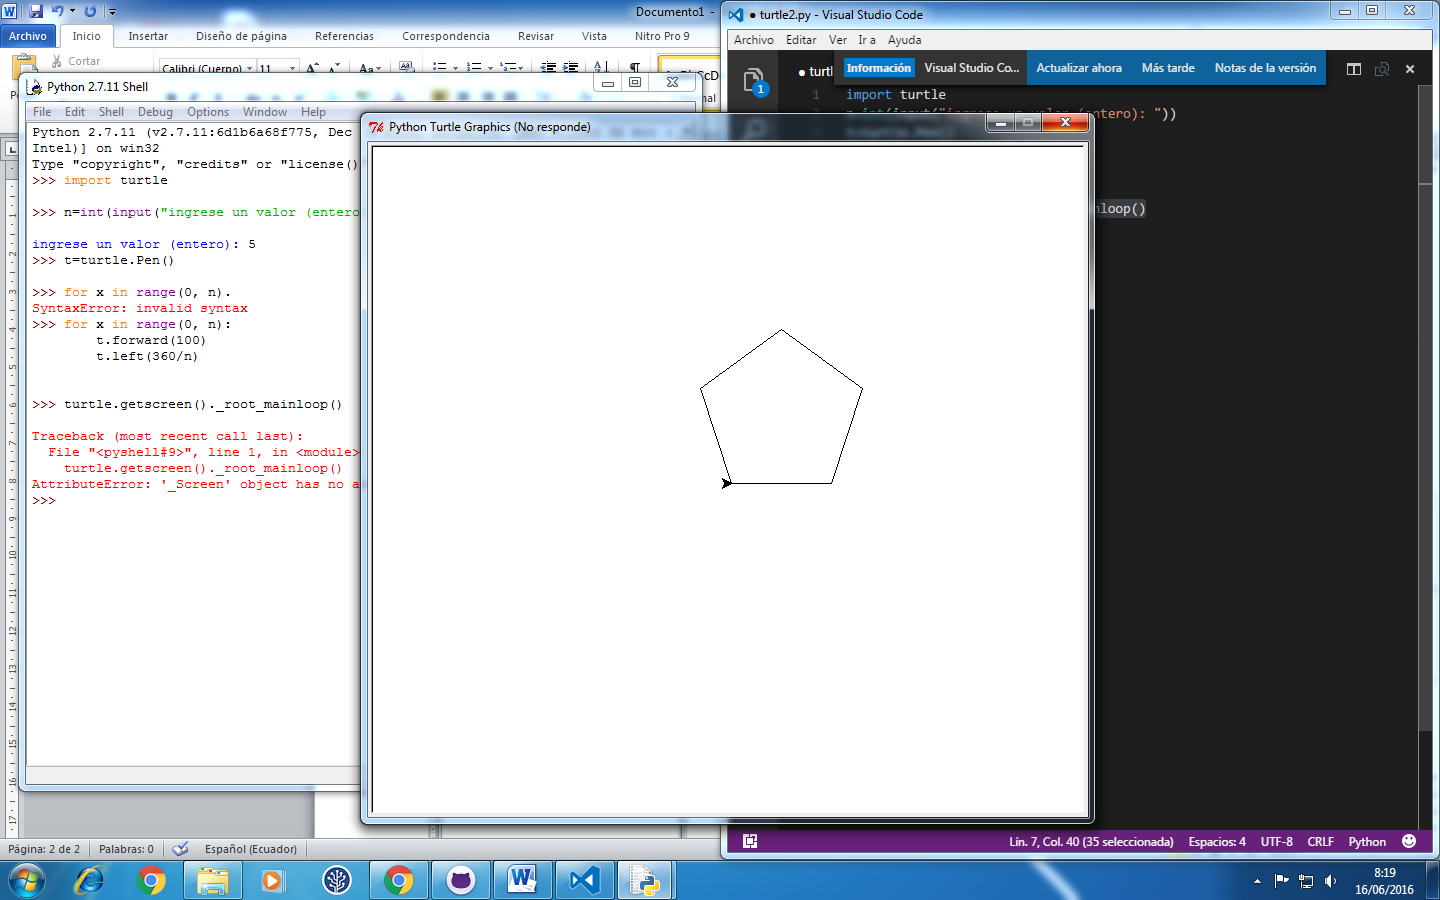 Documento1 -
Archivo Inicio Insertar Diseño de página Referencias Correspondencia Revisar Vista Nitro Pro 9
Cortar
Calibri (Cuerpo) 11
Python 2.7.11 Shell
File Edit Shell Debug Options Window Help
Python 2.7.11 (v2.7.11:6d1b6a68f775, Dec
Intel)] on win32
Type "copyright", "credits" or "license()
>>> import turtle
>>> n=int(input("ingrese un valor (entero
ingrese un valor (entero): 5
>>> t=turtle.Pen()
>>> for x in range(0, n).
SyntaxError: invalid syntax
>>> for x in range(0, n):
t.forward(100)
t.left(360/n)
>>> turtle.getscreen()._root_mainloop()
Traceback (most recent call last):
File "<pyshell#9>", line 1, in <module>
turtle.getscreen()._root_mainloop()
AttributeError: '_Screen' object has no a
>>>
Python Turtle Graphics (No responde)
● turtle2.py - Visual Studio Code
Archivo Editar Ver Ir a Ayuda
● turtl
Información Visual Studio Co... Actualizar ahora Más tarde Notas de la versión
1
1 import turtle
tero): "))
nloop()
Lín. 7, Col. 40 (35 seleccionada) Espacios: 4 UTF-8 CRLF Python
Página: 2 de 2 Palabras: 0 Español (Ecuador)
8:19
16/06/2016